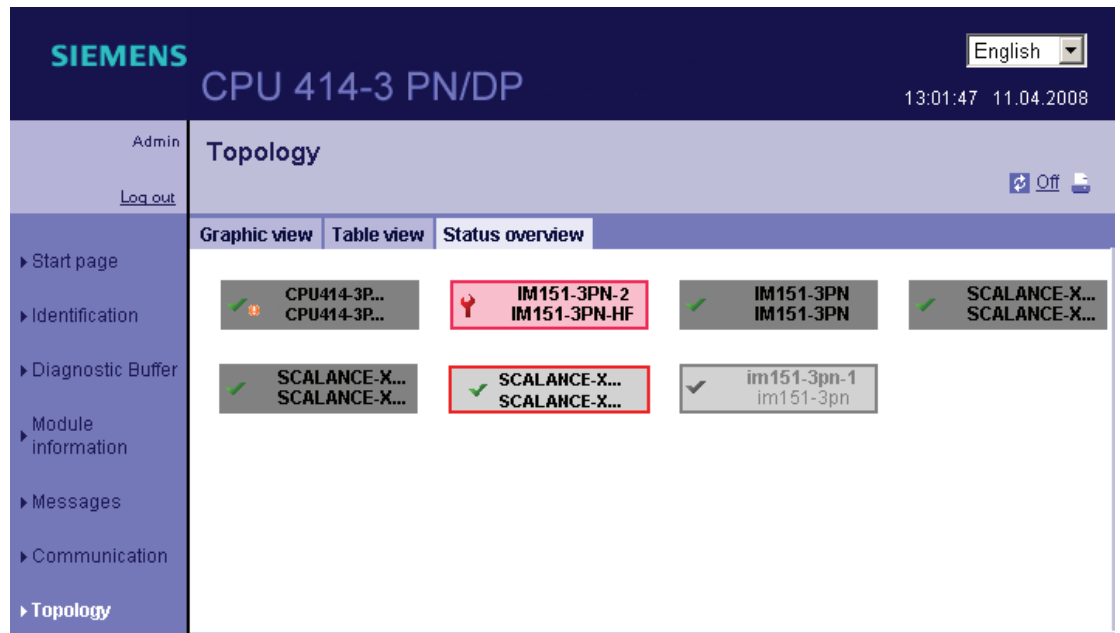 SIEMENS
CPU 414-3 PN/DP
English
13:01:47 11.04.2008
Admin
Log out
Topology
Off
Graphic view Table view Status overview
Start page
Identification
Diagnostic Buffer
Module
information
Messages
Communication
Topology
CPU414-3P...
CPU414-3P...
IM151-3PN-2
IM151-3PN-HF
IM151-3PN
IM151-3PN
SCALANCE-X...
SCALANCE-X...
SCALANCE-X...
SCALANCE-X...
SCALANCE-X...
SCALANCE-X...
im151-3pn-1
im151-3pn